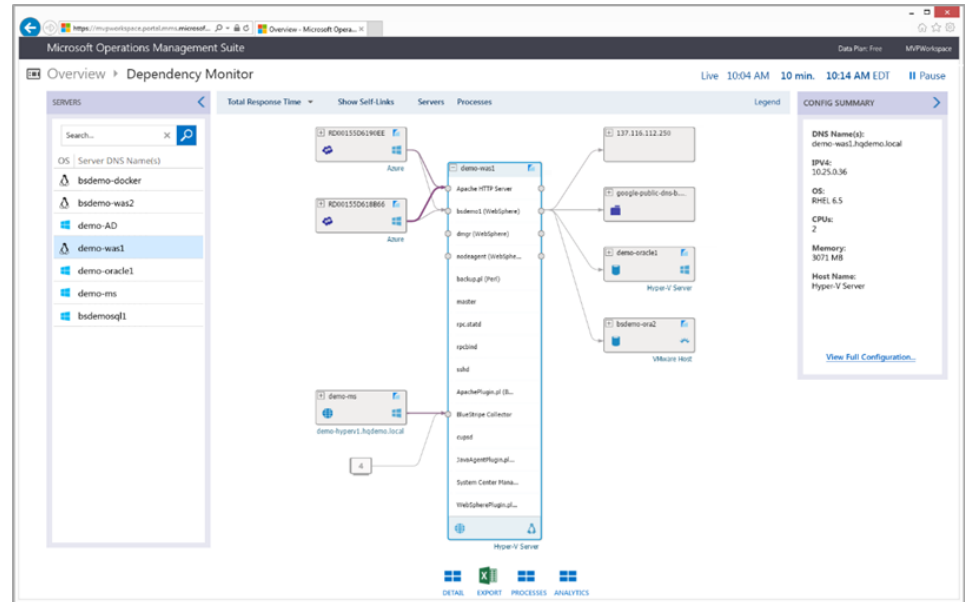 https://mvpworkspace.portal.mms.microsof...
Overview - Microsoft Opera...
Microsoft Operations Management Suite
Data Plan: Free
MVPWorkspace
Overview
Dependency Monitor
Live 10:04 AM 10 min. 10:14 AM EDT Pause
SERVERS
Total Response Time
Show Self-Links
Servers
Processes
Legend
CONFIG SUMMARY
Search...
OS Server DNS Name(s)
bsdemo-docker
bsdemo-was2
demo-AD
demo-was1
demo-oracle1
demo-ms
bsdemosql1
RD00155D6190EE
Azure
RD00155D618B66
Azure
demo-ms
demo-hyperv1.hqdemo.local
4
demo-was1
Apache HTTP Server
bsdemo1 (WebSphere)
dmgr (WebSphere)
nodeagent (WebSphe...
backup.pl (Perl)
master
rpc.statd
rpcbind
sshd
ApachePlugin.pl (B...
BlueStripe Collector
cupsd
JavaAgentPlugin.pl...
System Center Mana...
WebSpherePlugin.pl...
Hyper-V Server
137.116.112.250
google-public-dns-b....
demo-oracle1
Hyper-V Server
bsdemo-ora2
VMware Host
DNS Name(s):
demo-was1.hqdemo.local
IPV4:
10.25.0.36
OS:
RHEL 6.5
CPUs:
2
Memory:
3071 MB
Host Name:
Hyper-V Server
View Full Configuration...
DETAIL
EXPORT
PROCESSES
ANALYTICS